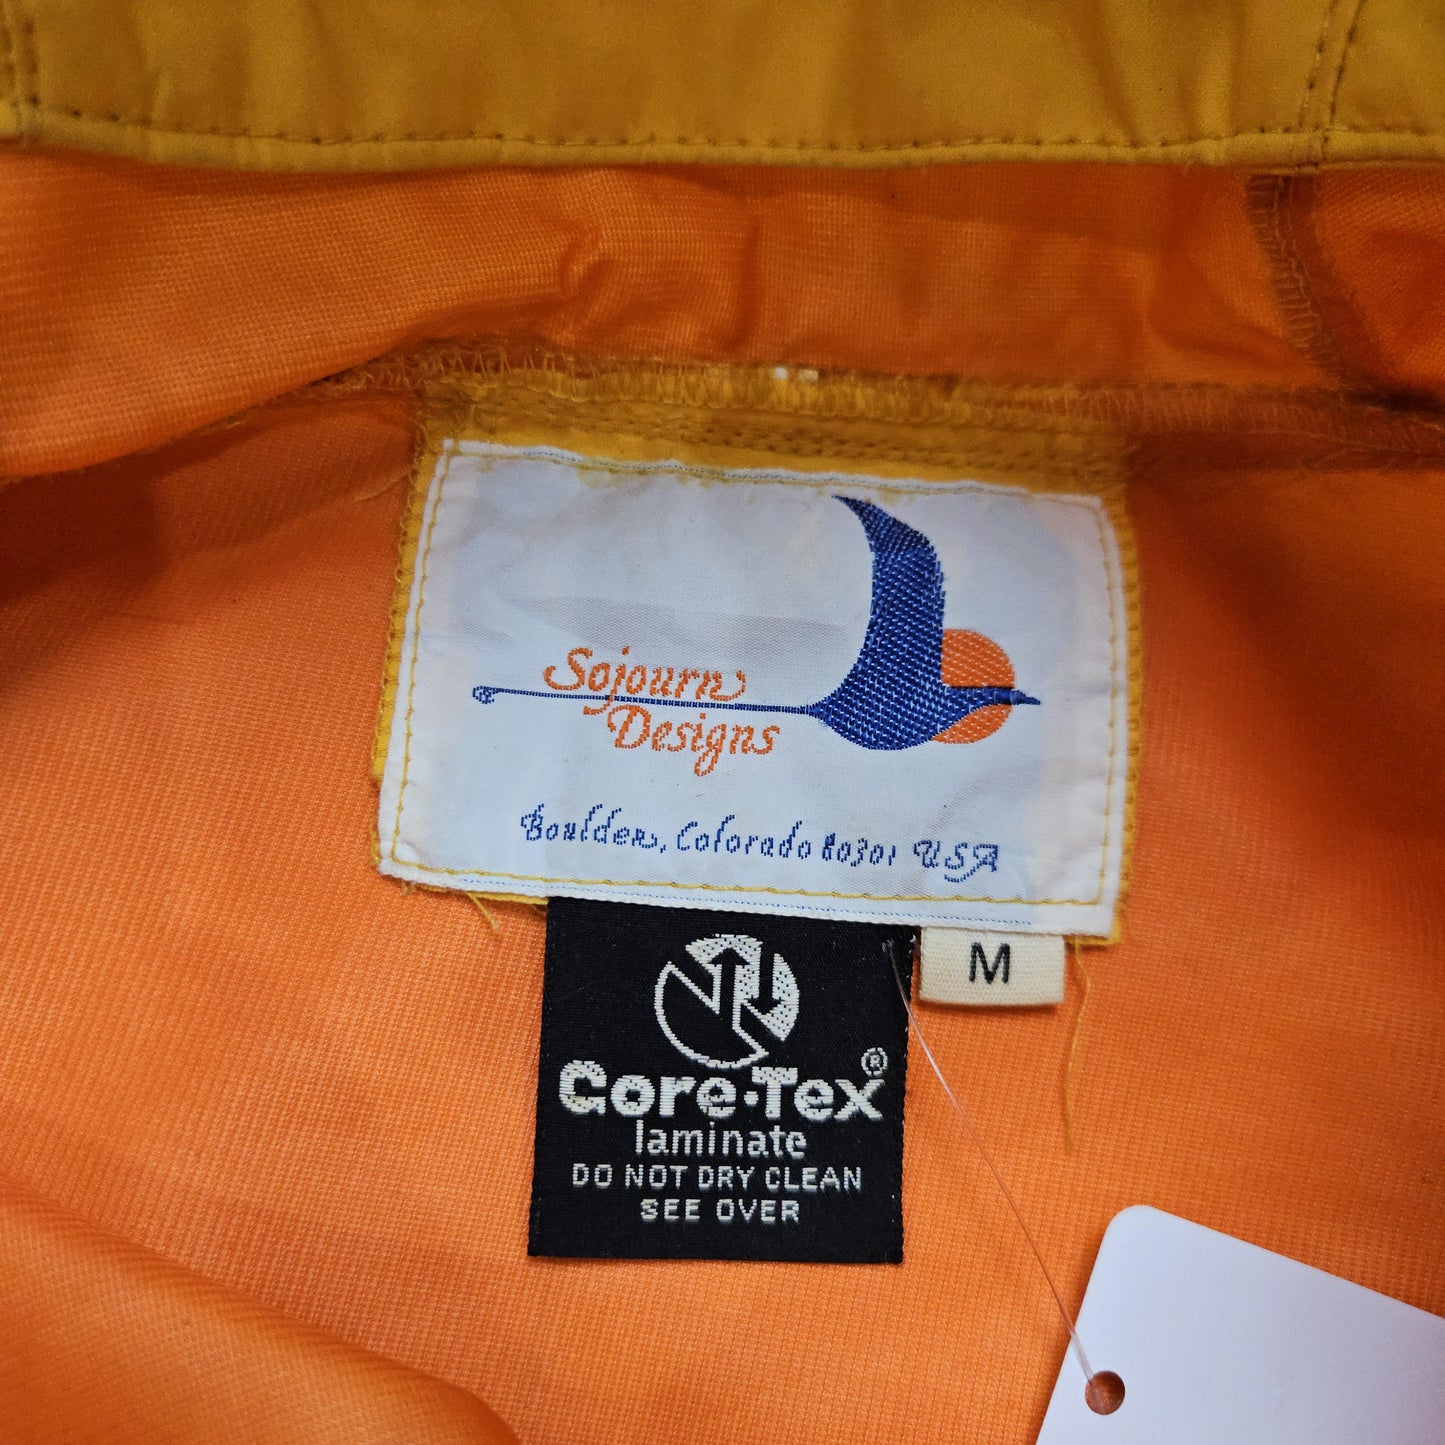 Sojourn
Designs
Boulder, Colorado 80301 USA
M
Gore-Tex®
laminate
DO NOT DRY CLEAN
SEE OVER